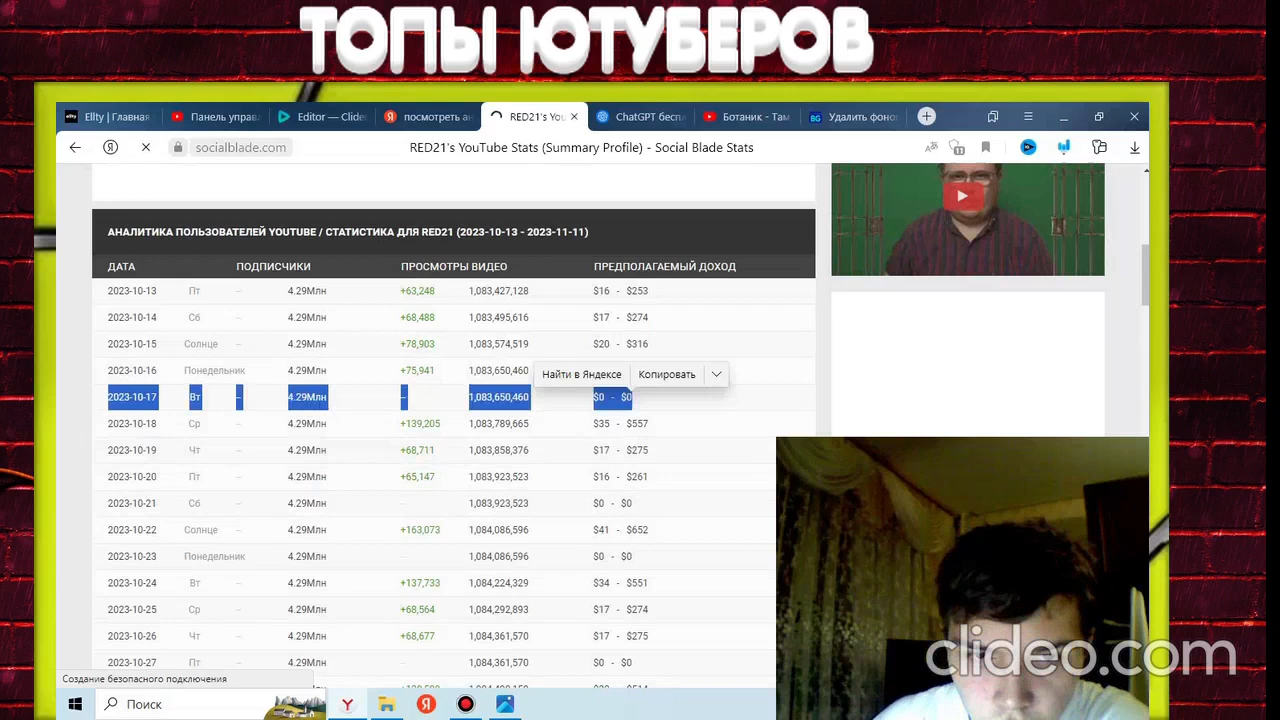 ТОПЫ ЮТУБЕРОВ
Ellty | Главная
Панель управ
Editor — Clide
посмотреть ан
RED21's You
ChatGPT бесп
Ботаник - Там
Удалить фоно
socialblade.com
RED21's YouTube Stats (Summary Profile) - Social Blade Stats
АНАЛИТИКА ПОЛЬЗОВАТЕЛЕЙ YOUTUBE / СТАТИСТИКА ДЛЯ RED21 (2023-10-13 - 2023-11-11)
ДАТА ПОДПИСЧИКИ ПРОСМОТРЫ ВИДЕО ПРЕДПОЛАГАЕМЫЙ ДОХОД
2023-10-13 Пт -- 4.29Млн +63,248 1,083,427,128 $16 - $253
2023-10-14 Сб -- 4.29Млн +68,488 1,083,495,616 $17 - $274
2023-10-15 Солнце -- 4.29Млн +78,903 1,083,574,519 $20 - $316
2023-10-16 Понедельник -- 4.29Млн +75,941 1,083,650,460
Найти в Яндексе Копировать
2023-10-17 Вт -- 4.29Млн -- 1,083,650,460 $0 - $0
2023-10-18 Ср -- 4.29Млн +139,205 1,083,789,665 $35 - $557
2023-10-19 Чт -- 4.29Млн +68,711 1,083,858,376 $17 - $275
2023-10-20 Пт -- 4.29Млн +65,147 1,083,923,523 $16 - $261
2023-10-21 Сб -- 4.29Млн -- 1,083,923,523 $0 - $0
2023-10-22 Солнце -- 4.29Млн +163,073 1,084,086,596 $41 - $652
2023-10-23 Понедельник -- 4.29Млн -- 1,084,086,596 $0 - $0
2023-10-24 Вт -- 4.29Млн +137,733 1,084,224,329 $34 - $551
2023-10-25 Ср -- 4.29Млн +68,564 1,084,292,893 $17 - $274
2023-10-26 Чт -- 4.29Млн +68,677 1,084,361,570 $17 - $275
2023-10-27 Пт -- 4.29Млн -- 1,084,361,570 $0 - $0
Создание безопасного подключения
Поиск
clideo.com